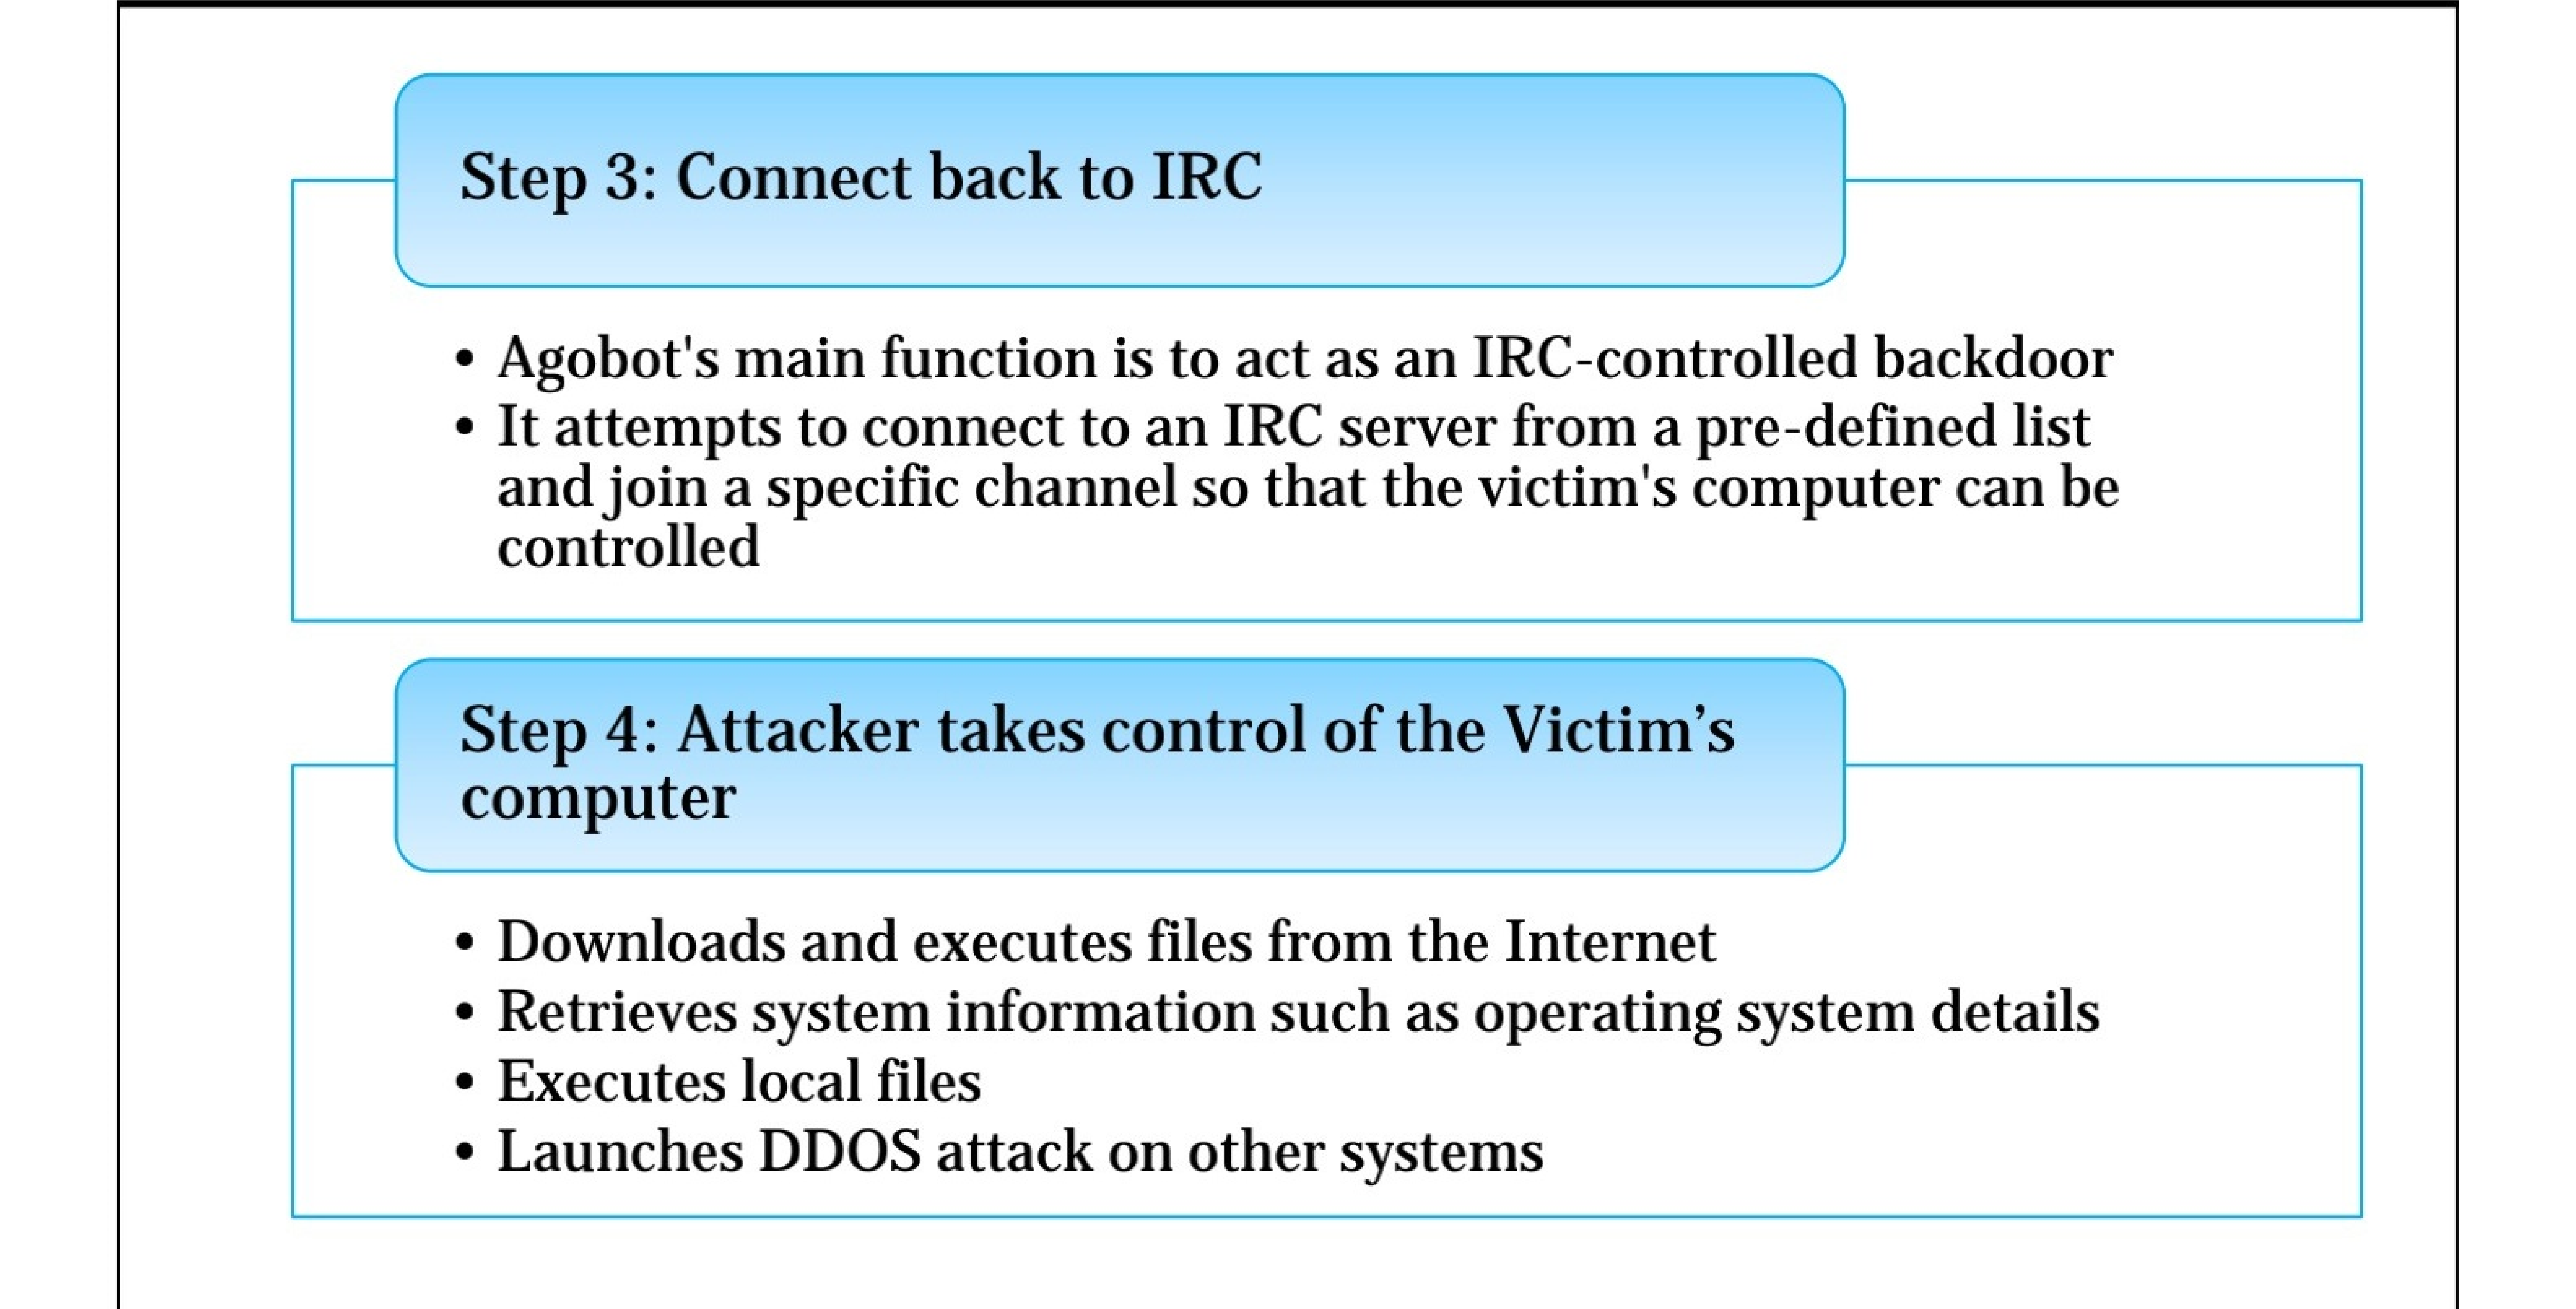 Step 3: Connect back to IRC
• Agobot's main function is to act as an IRC-controlled backdoor
• It attempts to connect to an IRC server from a pre-defined list
and join a specific channel so that the victim's computer can be
controlled
Step 4: Attacker takes control of the Victim’s
computer
• Downloads and executes files from the Internet
• Retrieves system information such as operating system details
• Executes local files
• Launches DDOS attack on other systems